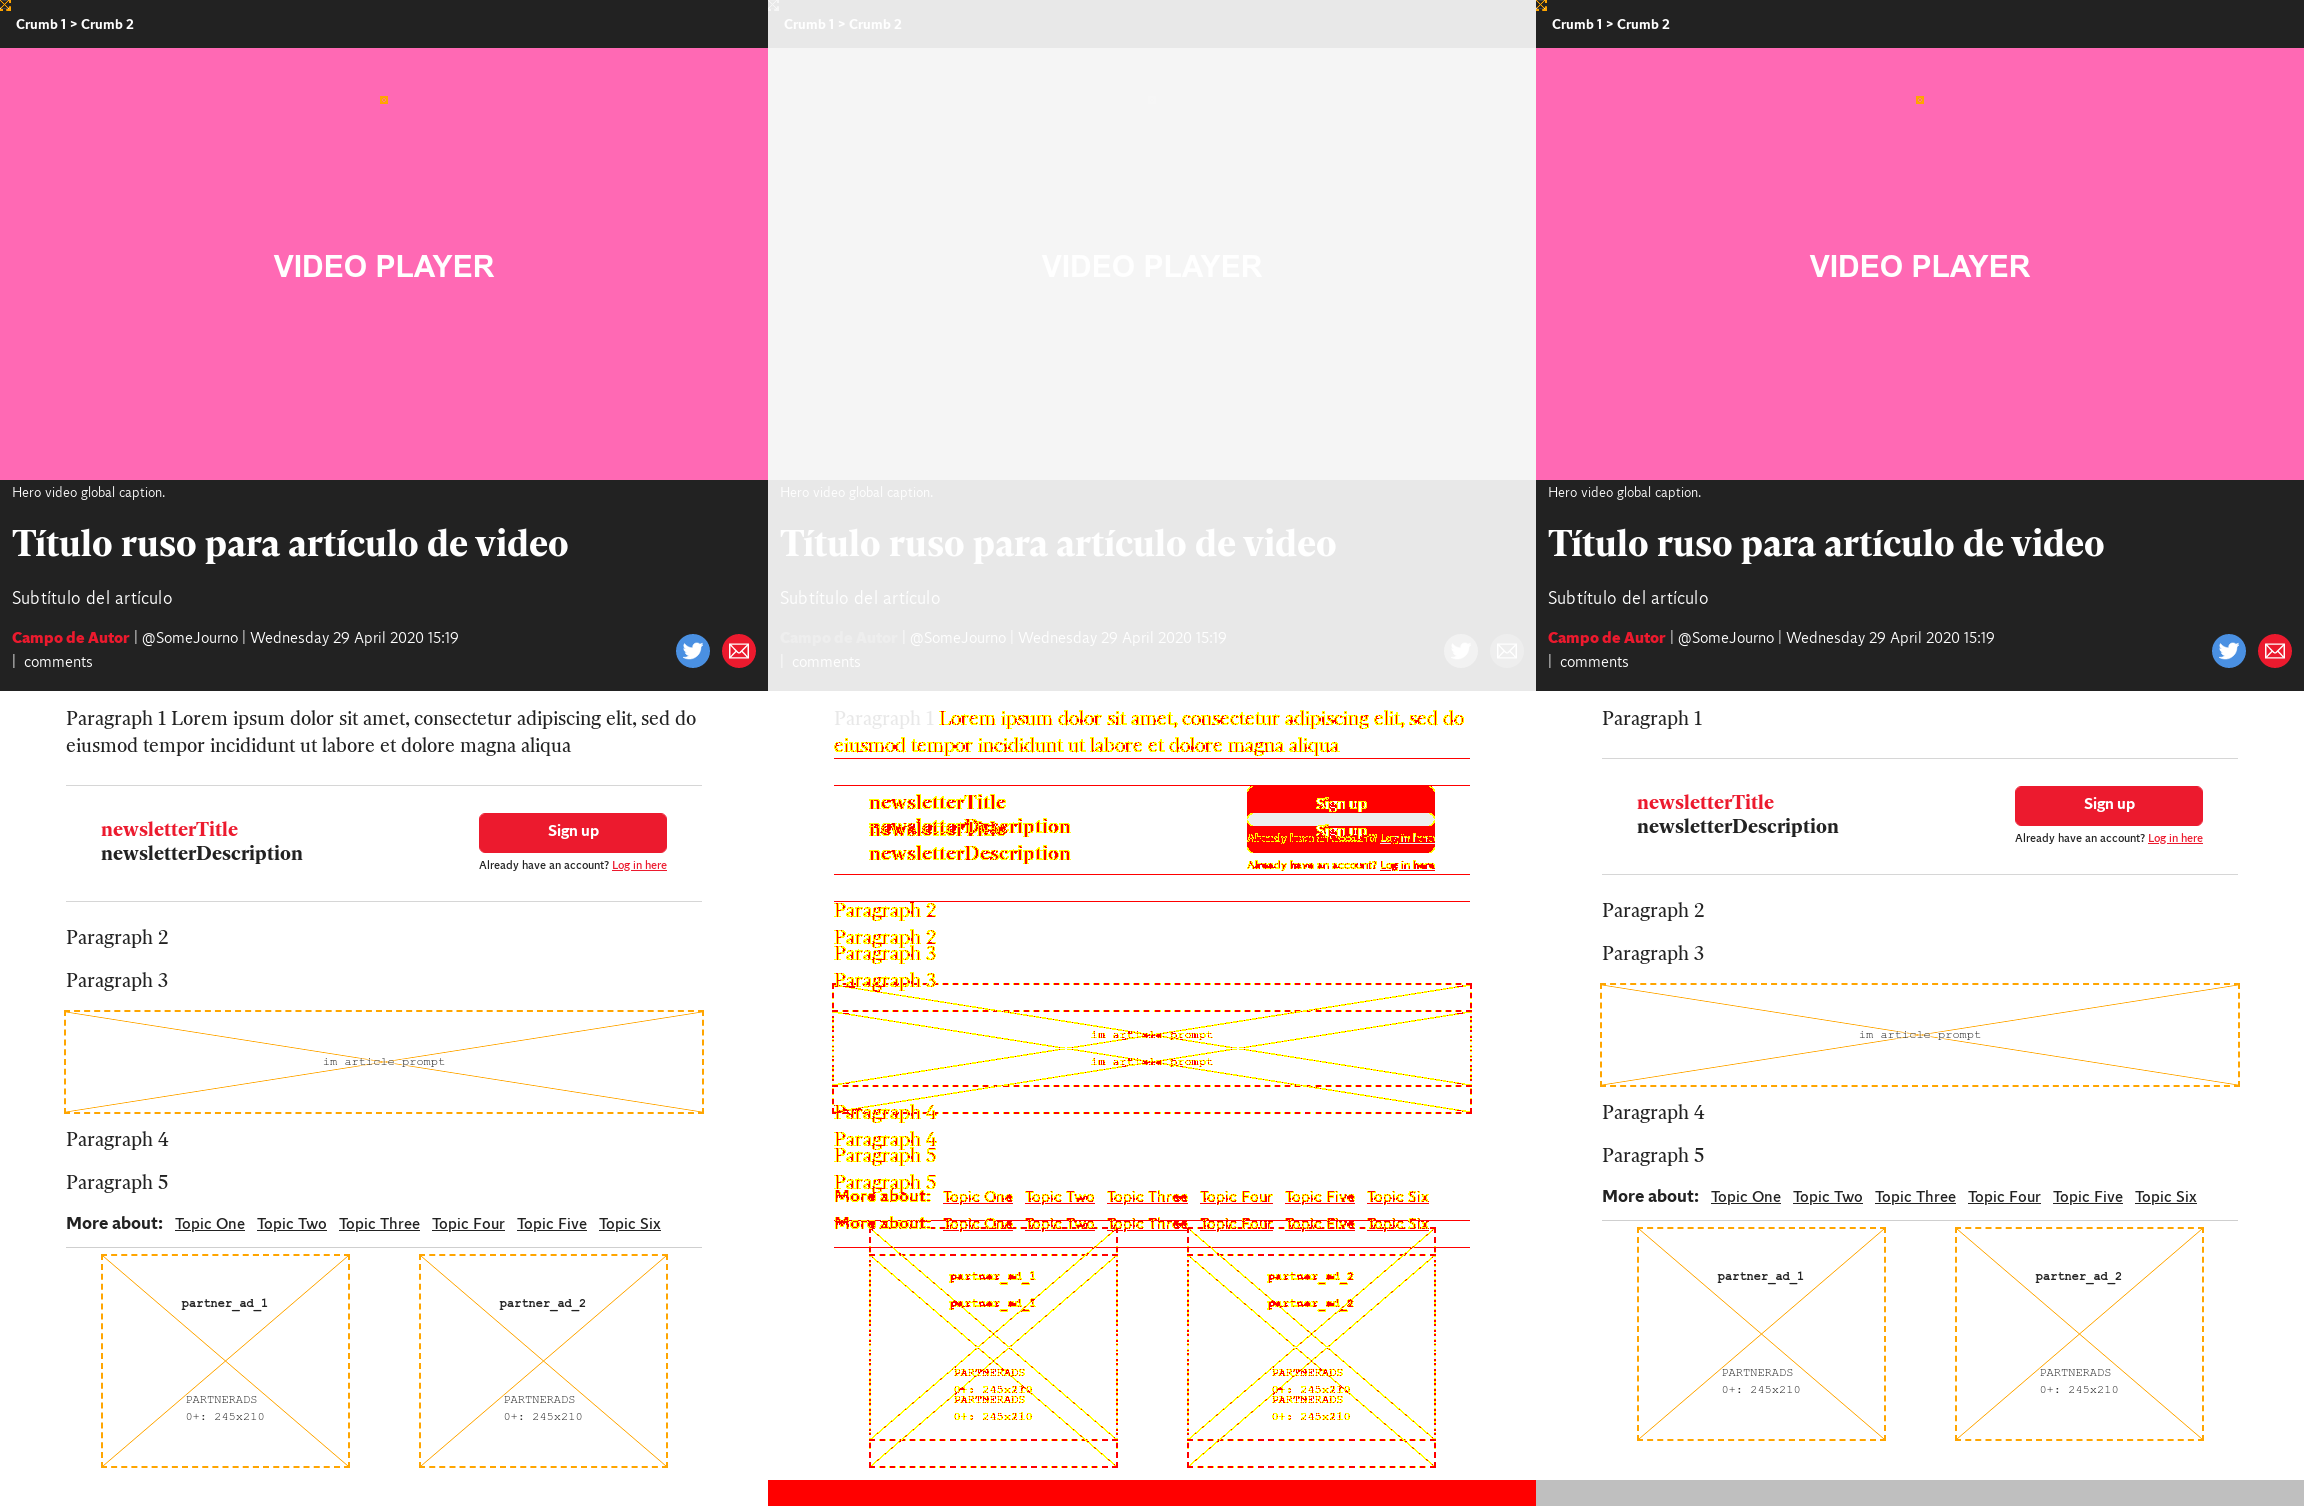 Crumb 1 > Crumb 2
VIDEO PLAYER
Hero video global caption.
Título ruso para artículo de video
Subtítulo del artículo
Campo de Autor | @SomeJourno | Wednesday 29 April 2020 15:19
| comments
Paragraph 1 Lorem ipsum dolor sit amet, consectetur adipiscing elit, sed do
eiusmod tempor incididunt ut labore et dolore magna aliqua
newsletterTitle
newsletterDescription
Sign up
Already have an account? Log in here
Paragraph 2
Paragraph 3
im article prompt
Paragraph 4
Paragraph 5
More about: Topic One Topic Two Topic Three Topic Four Topic Five Topic Six
partner_ad_1
PARTNERADS
0+: 245x210
partner_ad_2
PARTNERADS
0+: 245x210
Crumb 1 > Crumb 2
VIDEO PLAYER
Hero video global caption.
Título ruso para artículo de video
Subtítulo del artículo
Campo de Autor | @SomeJourno | Wednesday 29 April 2020 15:19
| comments
Paragraph 1 Lorem ipsum dolor sit amet, consectetur adipiscing elit, sed do
eiusmod tempor incididunt ut labore et dolore magna aliqua
newsletterTitle
newsletterDescription
newsletterTitle
newsletterDescription
Sign up
Sign up
Already have an account? Log in here
Already have an account? Log in here
Paragraph 2
Paragraph 2
Paragraph 3
Paragraph 3
im article prompt
im article prompt
Paragraph 4
Paragraph 4
Paragraph 5
Paragraph 5
More about: Topic One Topic Two Topic Three Topic Four Topic Five Topic Six
More about: Topic One Topic Two Topic Three Topic Four Topic Five Topic Six
partner_ad_1
partner_ad_1
PARTNERADS
0+: 245x210
PARTNERADS
0+: 245x210
partner_ad_2
partner_ad_2
PARTNERADS
0+: 245x210
PARTNERADS
0+: 245x210
Crumb 1 > Crumb 2
VIDEO PLAYER
Hero video global caption.
Título ruso para artículo de video
Subtítulo del artículo
Campo de Autor | @SomeJourno | Wednesday 29 April 2020 15:19
| comments
Paragraph 1
newsletterTitle
newsletterDescription
Sign up
Already have an account? Log in here
Paragraph 2
Paragraph 3
im article prompt
Paragraph 4
Paragraph 5
More about: Topic One Topic Two Topic Three Topic Four Topic Five Topic Six
partner_ad_1
PARTNERADS
0+: 245x210
partner_ad_2
PARTNERADS
0+: 245x210